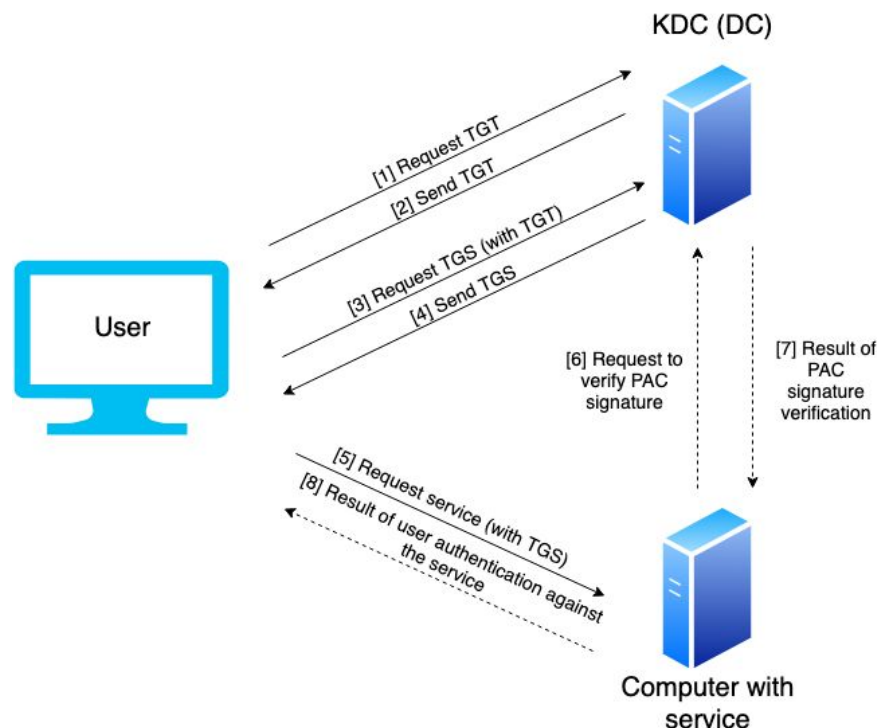 KDC (DC)
[1] Request TGT
[2] Send TGT
[3] Request TGS (with TGT)
[4] Send TGS
User
[6] Request to
verify PAC
signature
[7] Result of
PAC
signature
verification
[5] Request service (with TGS)
[8] Result of user authentication against
the service
Computer with
service